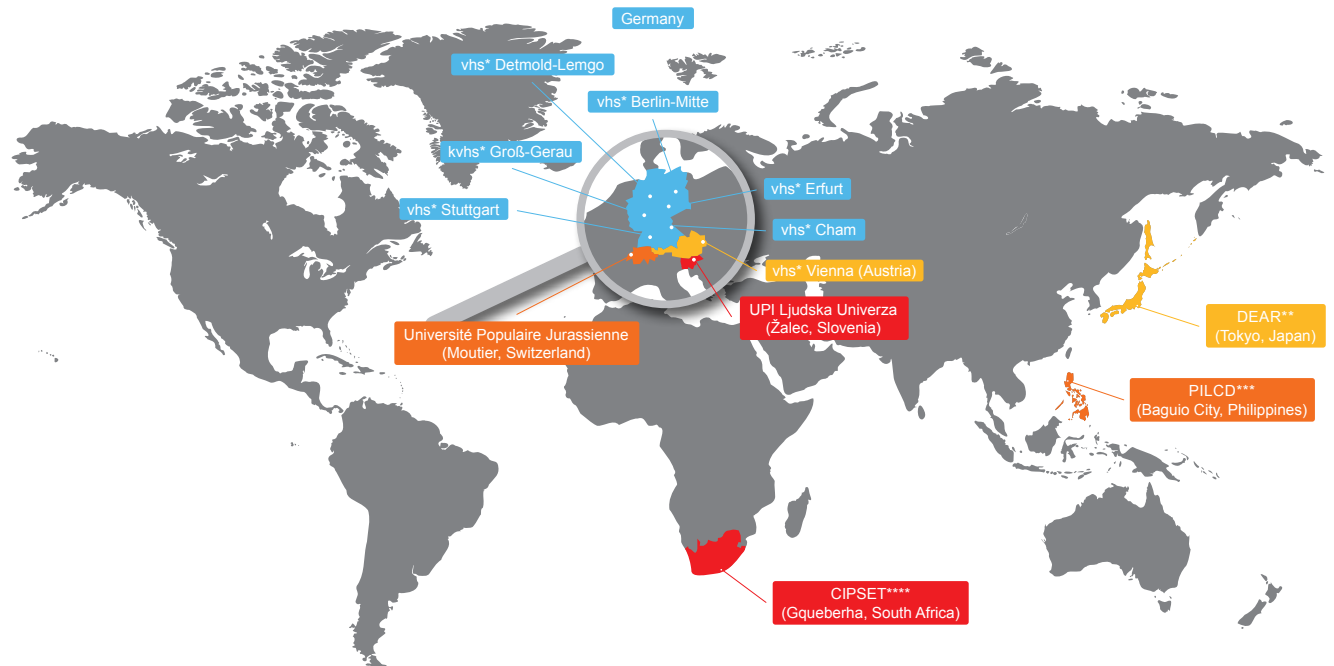 Germany
vhs* Detmold-Lemgo
vhs* Berlin-Mitte
kvhs* Groß-Gerau
vhs* Erfurt
vhs* Stuttgart
vhs* Cham
vhs* Vienna (Austria)
UPI Ljudska Univerza
(Žalec, Slovenia)
Université Populaire Jurassienne
(Moutier, Switzerland)
DEAR**
(Tokyo, Japan)
PILCD***
(Baguio City, Philippines)
CIPSET****
(Gqueberha, South Africa)